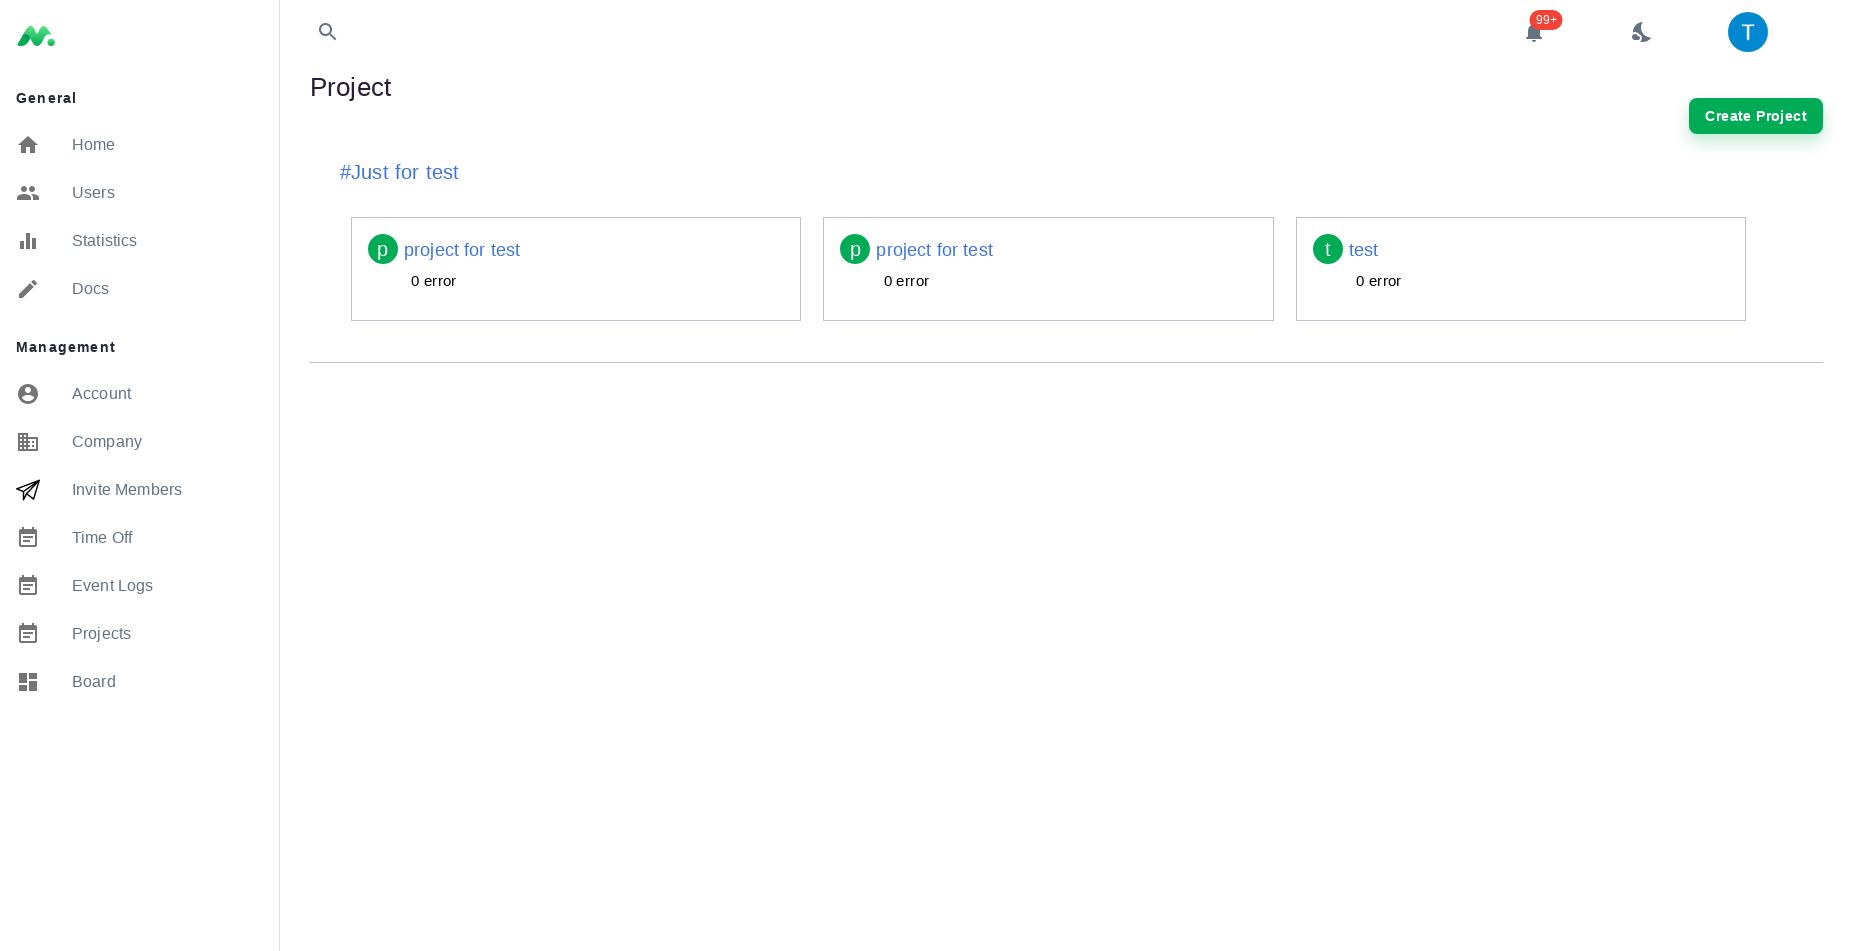 General
Home
Users
Statistics
Docs
Management
Account
Company
Invite Members
Time Off
Event Logs
Projects
Board
99+
T
Project
Create Project
#Just for test
p project for test
0 error
p project for test
0 error
t test
0 error